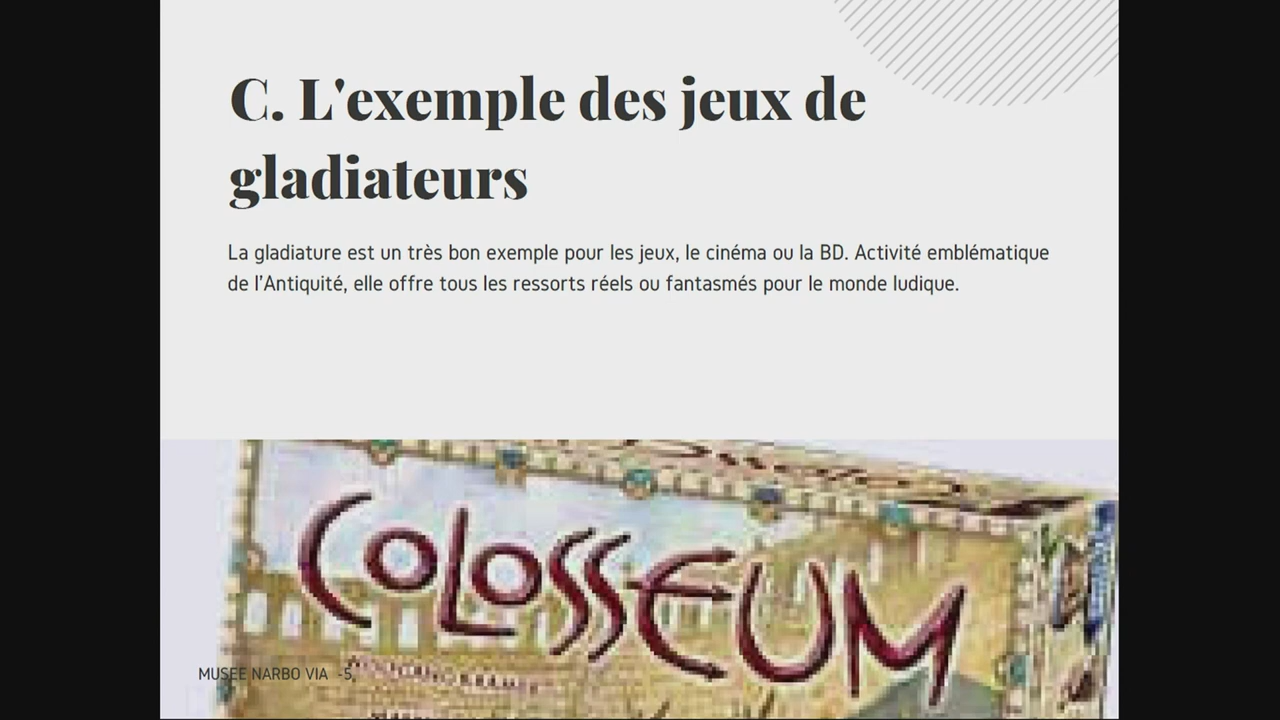 C. L'exemple des jeux de
gladiateurs
La gladiature est un très bon exemple pour les jeux, le cinéma ou la BD. Activité emblématique
de l’Antiquité, elle offre tous les ressorts réels ou fantasmés pour le monde ludique.
COLOSSEUM
MUSEE NARBO VIA -5